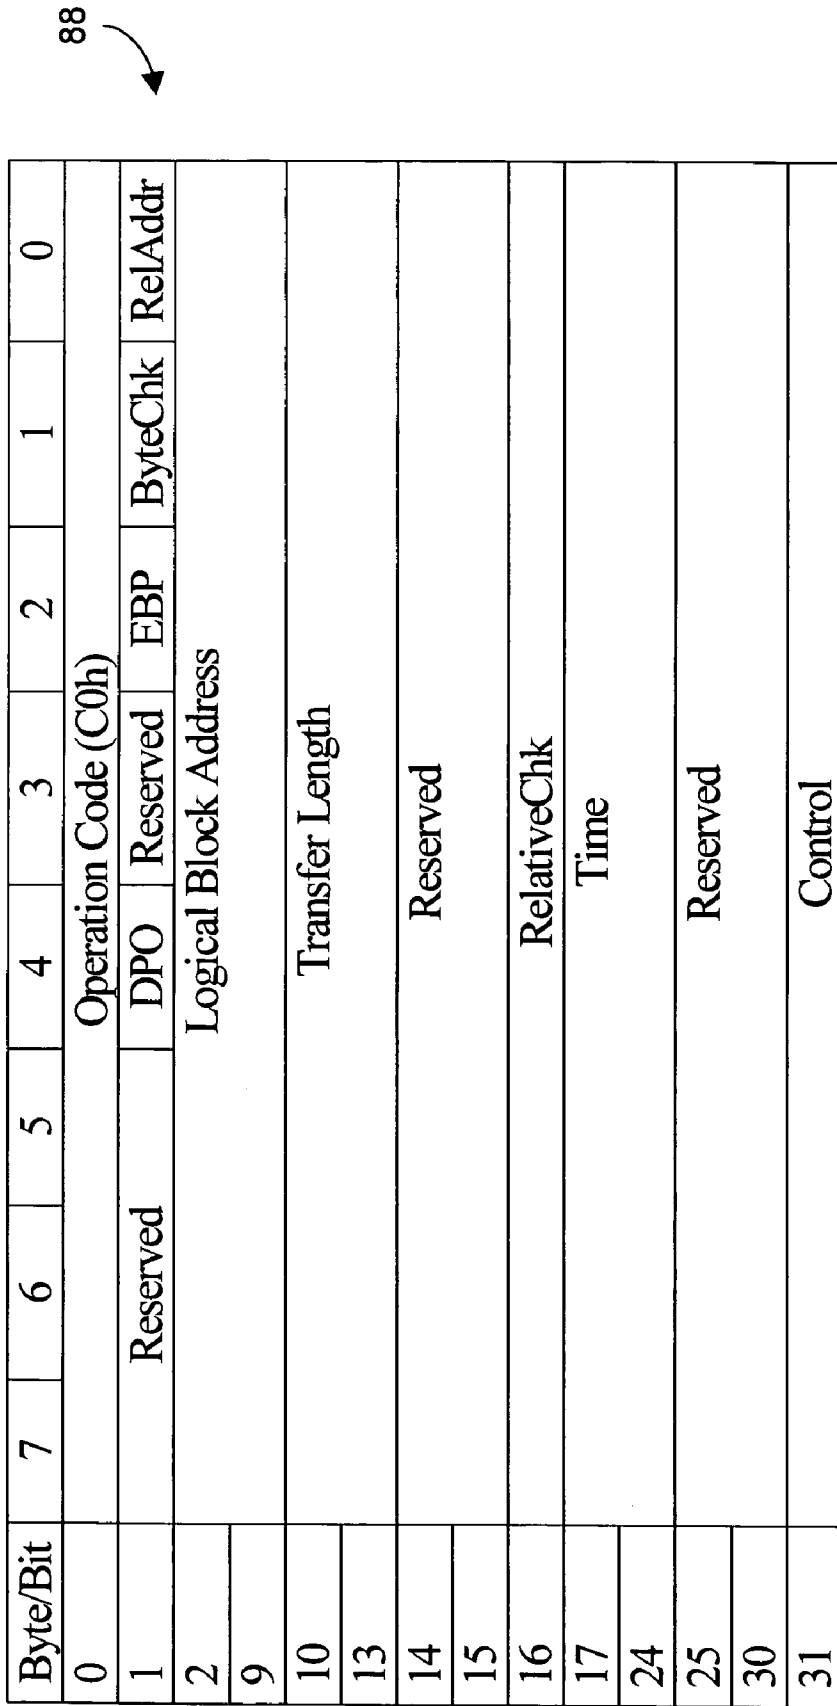 88
Byte/Bit 7 6 5 4 3 2 1 0
0 Operation Code (C0h)
1 Reserved DPO Reserved EBP ByteChk RelAddr
2 Logical Block Address
9
10 Transfer Length
13
14 Reserved
15
16 RelativeChk
17 Time
24
25 Reserved
30
31 Control